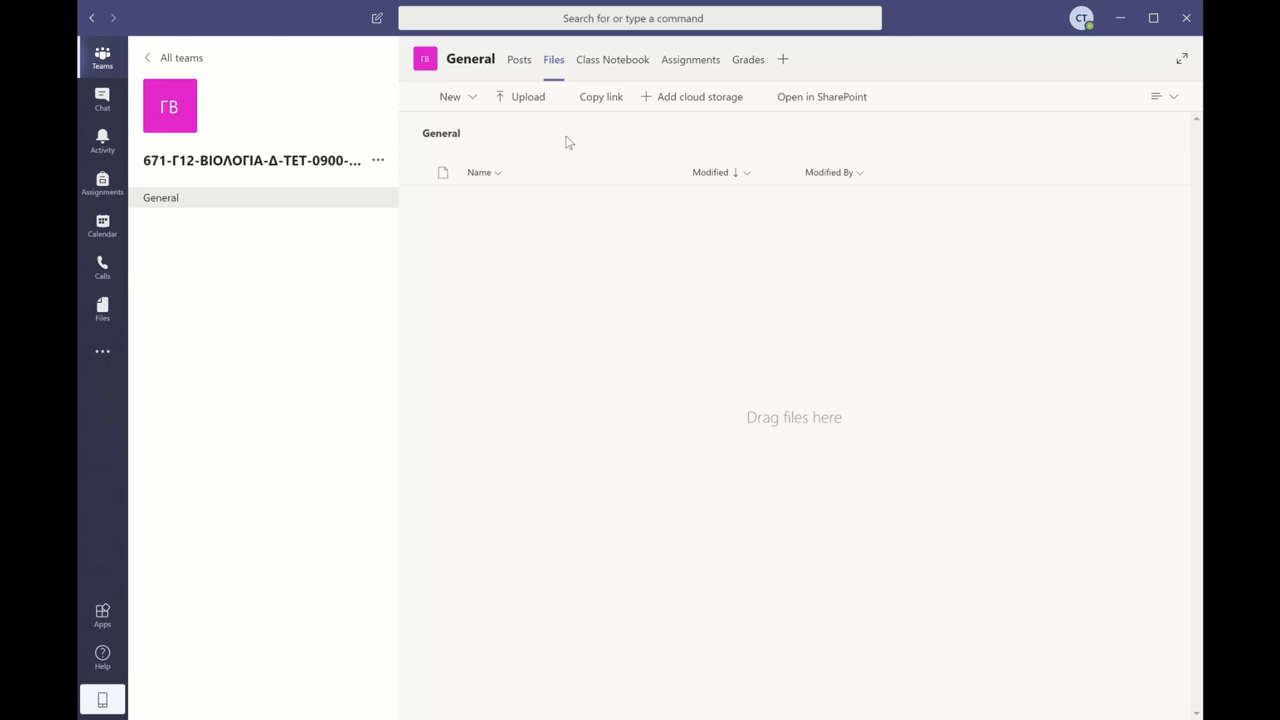 Search for or type a command
CT
Teams
Chat
Activity
Assignments
Calendar
Calls
Files
Apps
Help
All teams
ΓΒ
671-Γ12-ΒΙΟΛΟΓΙΑ-Δ-ΤΕΤ-0900-...
General
ΓΒ General Posts Files Class Notebook Assignments Grades
New Upload Copy link Add cloud storage Open in SharePoint
General
Name Modified Modified By
Drag files here